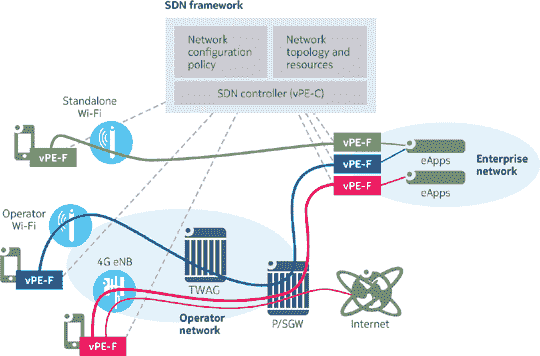 SDN framework
Network
configuration
policy
Network
topology and
resources
SDN controller (vPE-C)
Standalone
Wi-Fi
vPE-F
vPE-F
eApps
vPE-F
Enterprise
network
vPE-F
eApps
Operator
Wi-Fi
4G eNB
vPE-F
TWAG
Operator
network
P/SGW
Internet
vPE-F